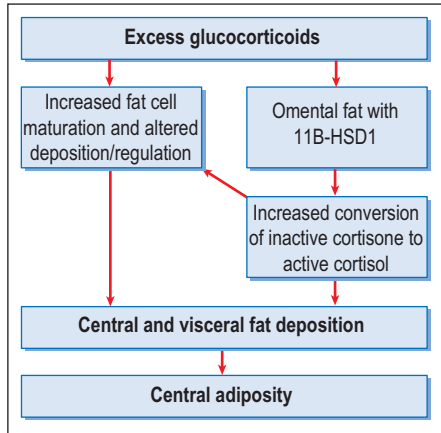 Excess glucocorticoids
Increased fat cell
maturation and altered
deposition/regulation
Omental fat with
11B-HSD1
Increased conversion
of inactive cortisone to
active cortisol
Central and visceral fat deposition
Central adiposity